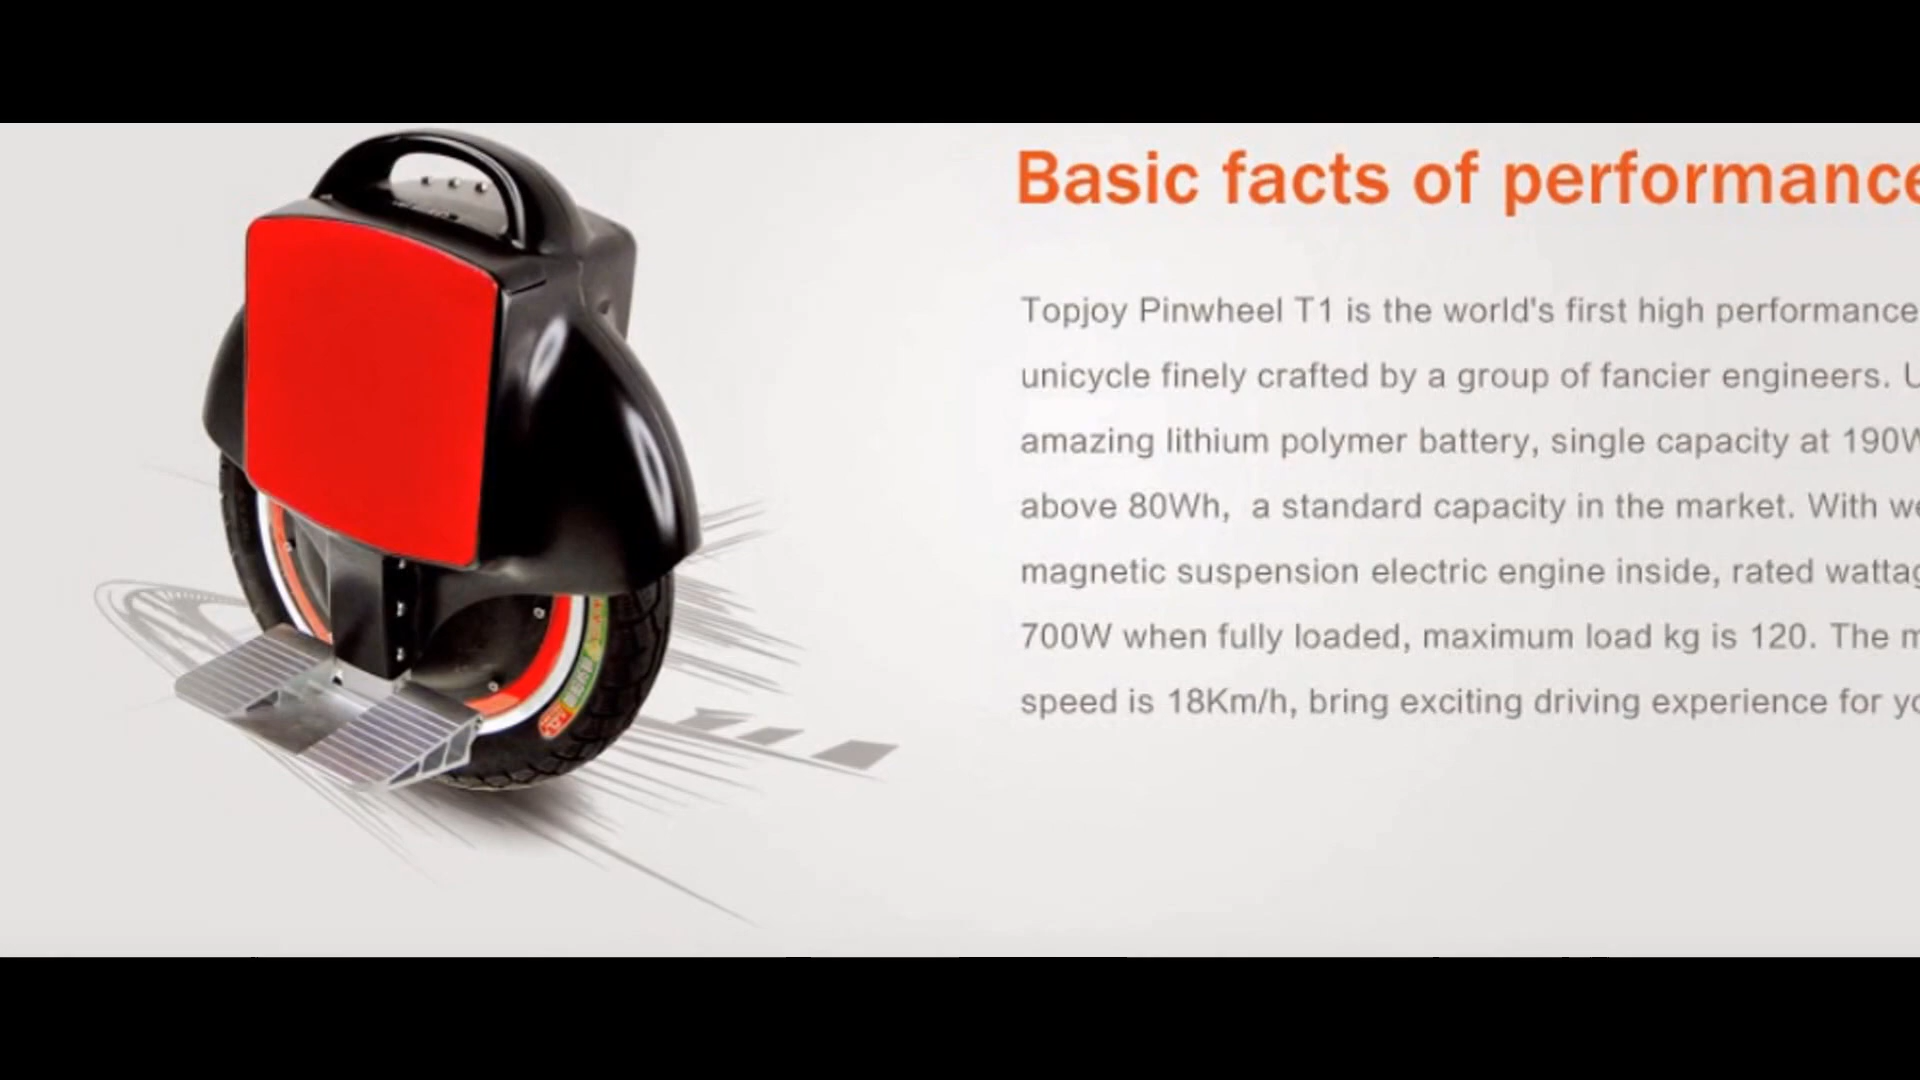 Basic facts of performance
Topjoy Pinwheel T1 is the world's first high performance
unicycle finely crafted by a group of fancier engineers.
amazing lithium polymer battery, single capacity at
above 80Wh, a standard capacity in the market. With
magnetic suspension electric engine inside, rated
700W when fully loaded, maximum load kg is 120. The
speed is 18Km/h, bring exciting driving experience for